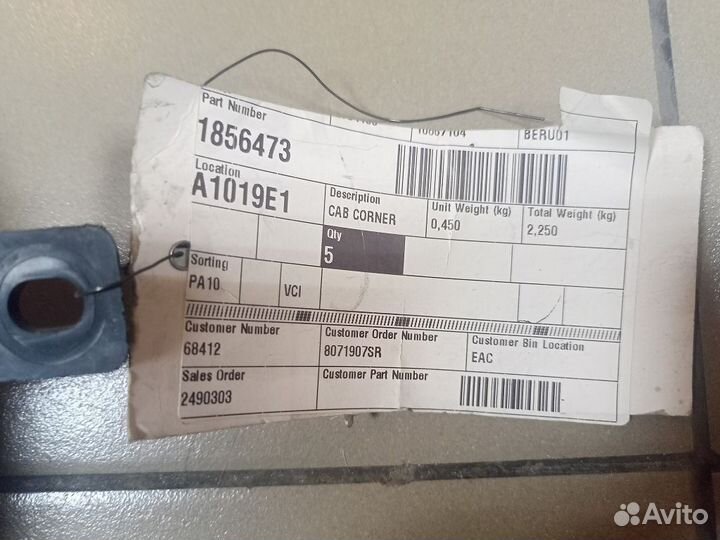 Part Number
10667104
BERU01
1856473
Location
A1019E1
Description
CAB CORNER
Unit Weight (kg)
0,450
Total Weight (kg)
2,250
Qty
5
Sorting
PA10
VCI
Customer Number
68412
Customer Order Number
8071907SR
Customer Bin Location
EAC
Sales Order
2490303
Customer Part Number
Avito